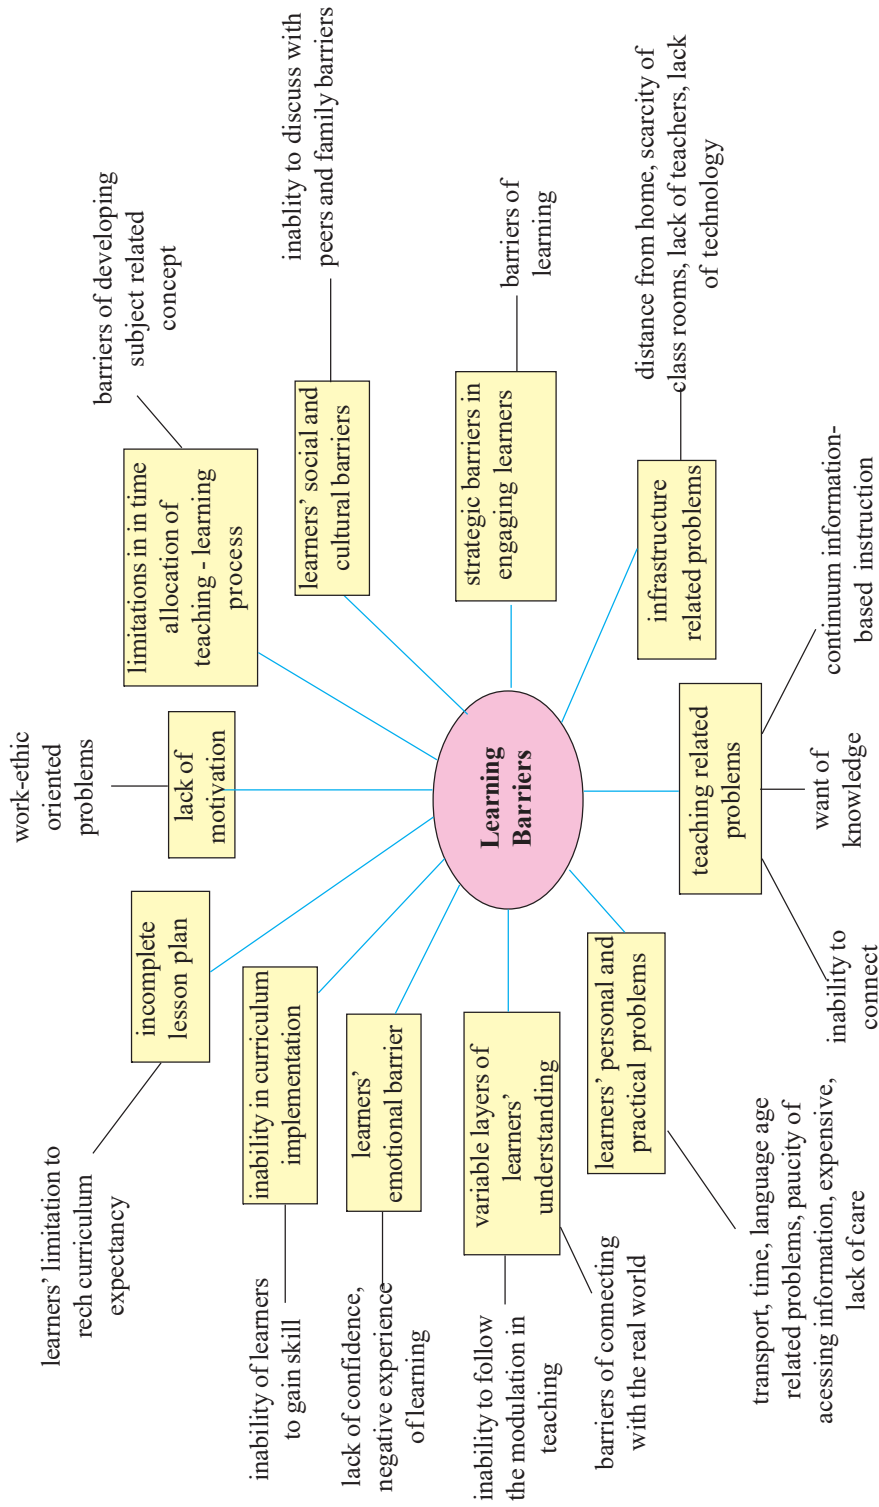 learners’ limitation to
rech curriculum
expectancy
incomplete
lesson plan
work-ethic
oriented
problems
lack of
motivation
barriers of developing
subject related
concept
limitations in in time
allocation of
teaching - learning
process
inablity to discuss with
peers and family barriers
learners’ social and
cultural barriers
barriers of
learning
strategic barriers in
engaging learners
distance from home, scarcity of
class rooms, lack of teachers, lack
of technology
infrastructure
related problems
continuum information-
based instruction
want of
knowledge
inability to
connect
teaching related
problems
transport, time, language age
related problems, paucity of
acessing information, expensive,
lack of care
learners’ personal and
practical problems
barriers of connecting
with the real world
inability to follow
the modulation in
teaching
variable layers of
learners’
understanding
lack of confidence,
negative experience
of learning
learners’
emotional barrier
inability of learners
to gain skill
inability in curriculum
implementation
Learning
Barriers